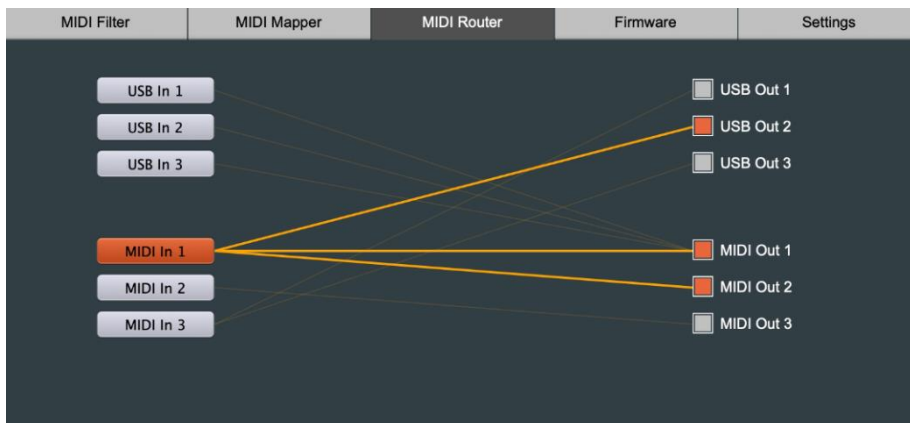 MIDI Filter
MIDI Mapper
MIDI Router
Firmware
Settings
USB In 1
USB Out 1
USB In 2
USB Out 2
USB In 3
USB Out 3
MIDI In 1
MIDI Out 1
MIDI In 2
MIDI Out 2
MIDI In 3
MIDI Out 3